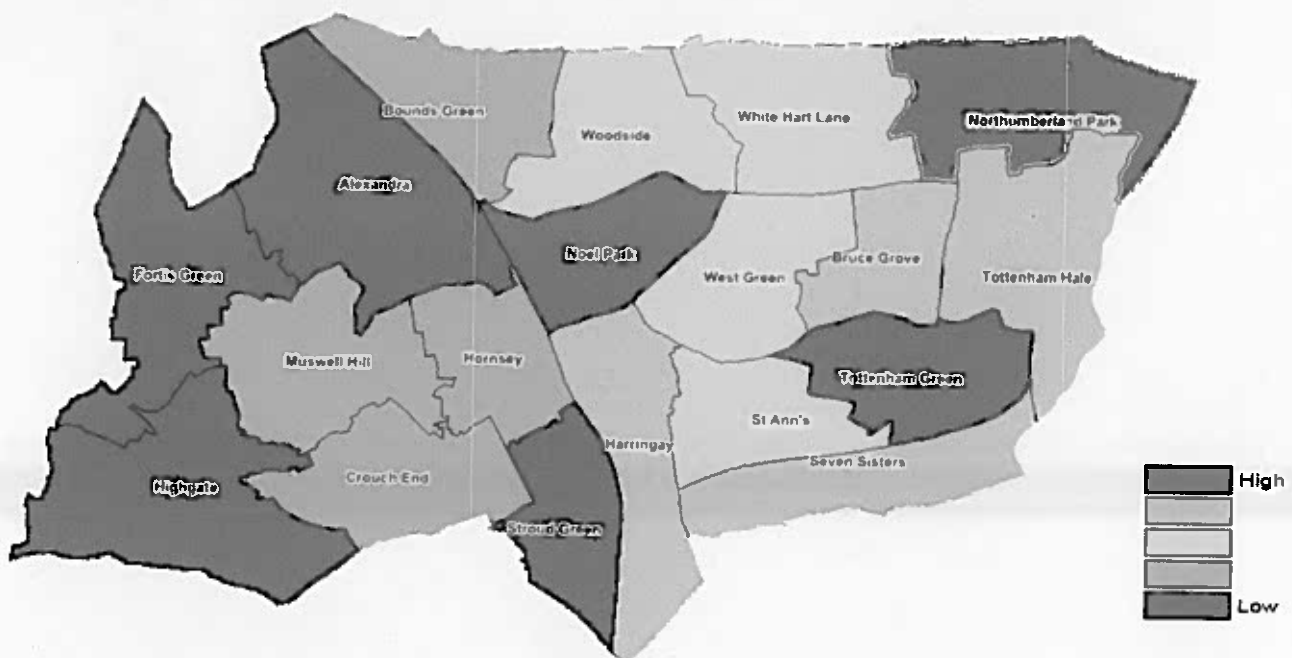 Bounds Green
Woodside
White Hart Lane
Northumberland Park
Alexandra
Noel Park
Fortis Green
West Green
Bruce Grove
Tottenham Hale
Muswell Hill
Hornsey
Tottenham Green
St Ann's
Harringay
Seven Sisters
Crouch End
Highgate
Stroud Green
High
Low